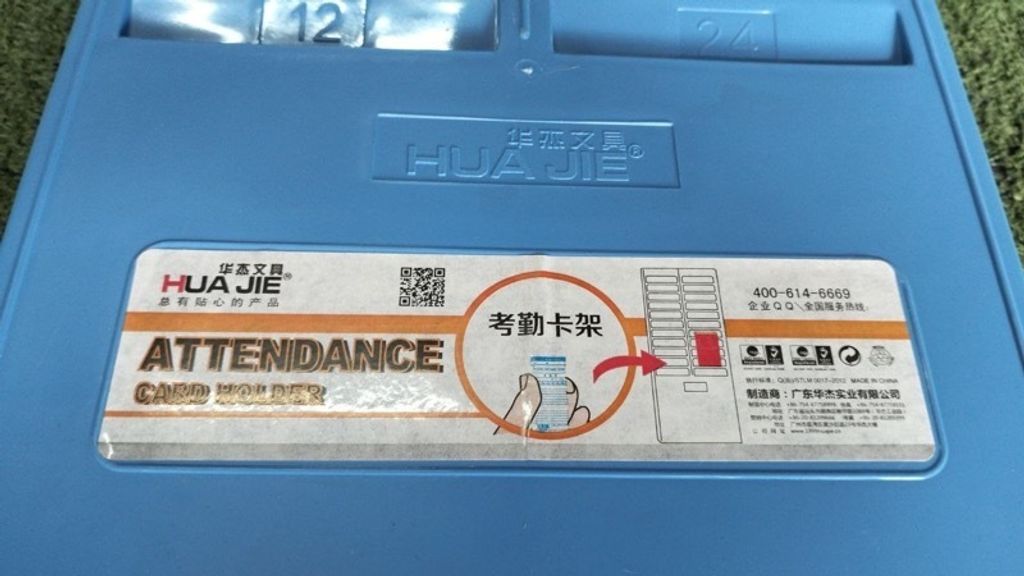 12
24
华杰文具
HUA JIE®
华杰文具
HUA JIE®
总有贴心的产品
ATTENDANCE
CARD HOLDER
考勤卡架
400-614-6669
企业QQ\全国服务热线:
MADE IN CHINA
制造商:广东华杰实业有限公司